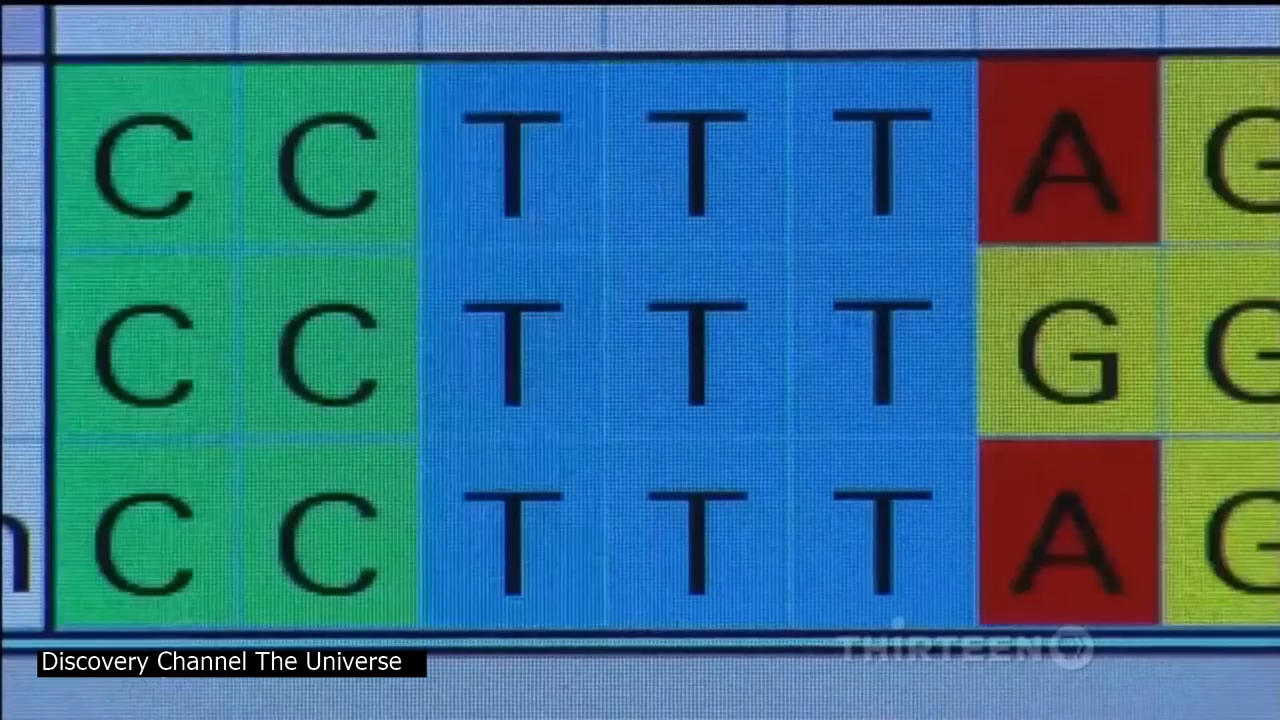 C C T T T A G
C C T T T G G
n C C T T T A G
THIRTEEN
Discovery Channel The Universe